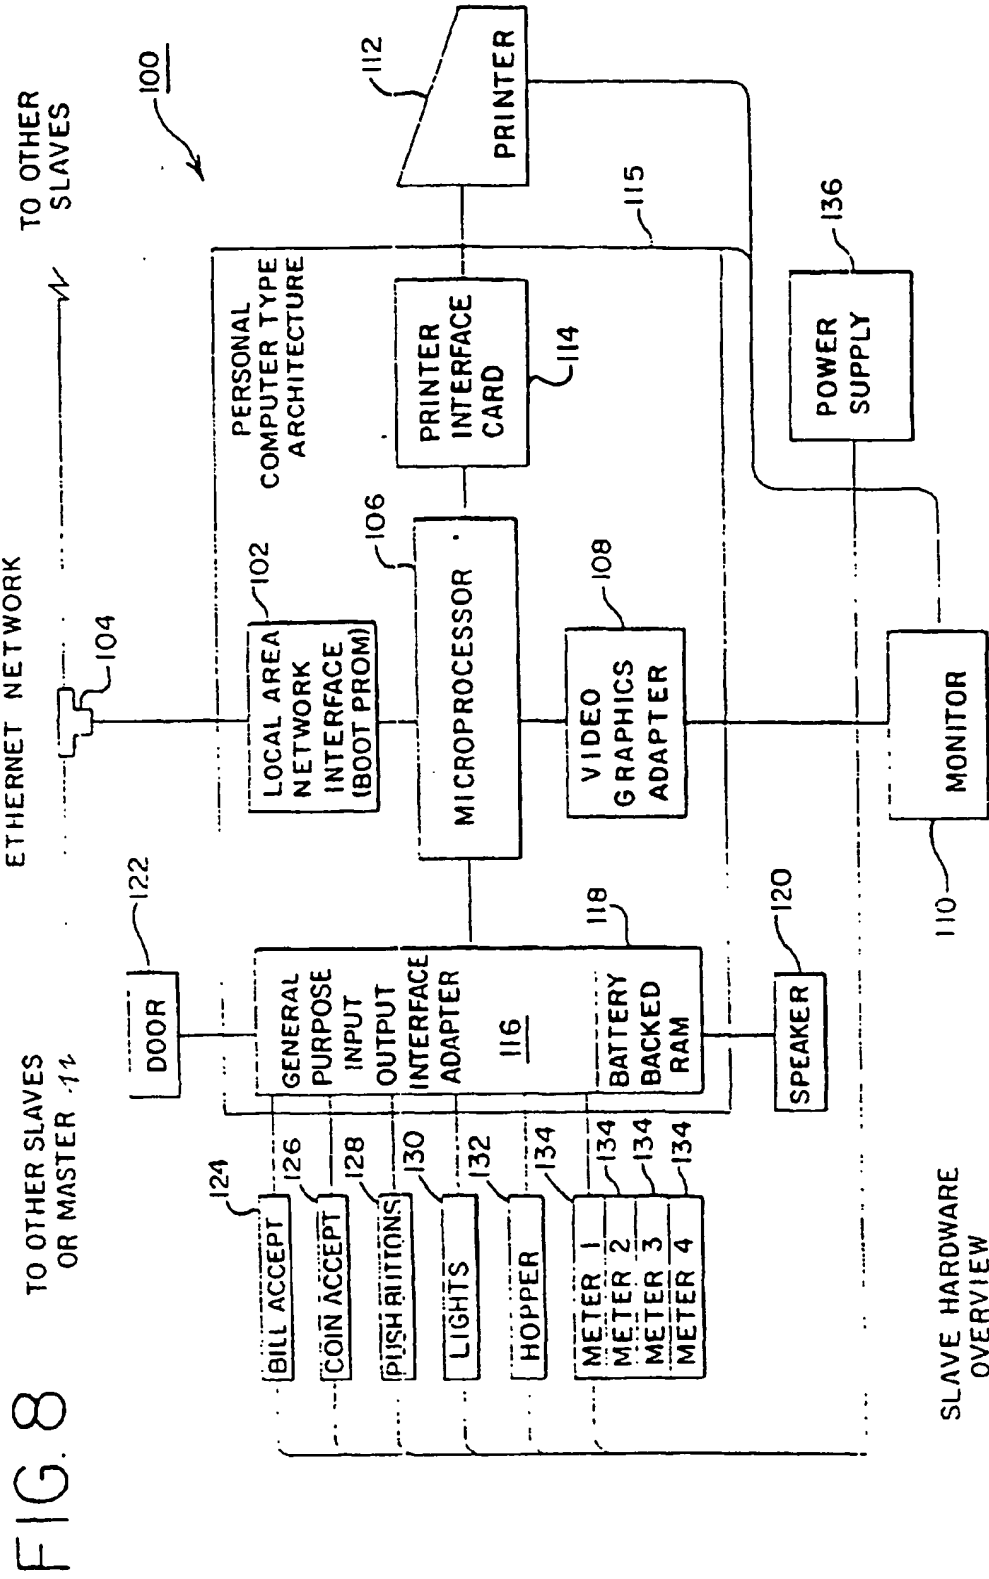 FIG. 8
TO OTHER SLAVES
OR MASTER
ETHERNET NETWORK
TO OTHER
SLAVES
100
104
122
DOOR
102
LOCAL AREA
NETWORK
INTERFACE
(BOOT PROM)
PERSONAL
COMPUTER TYPE
ARCHITECTURE
124
BILL ACCEPT
126
COIN ACCEPT
128
PUSH BUTTONS
130
LIGHTS
132
HOPPER
134
METER 1
134
METER 2
134
METER 3
134
METER 4
GENERAL
PURPOSE
INPUT
OUTPUT
INTERFACE
ADAPTER
116
118
BATTERY
BACKED
RAM
106
MICROPROCESSOR
PRINTER
INTERFACE
CARD
114
112
PRINTER
115
108
VIDEO
GRAPHICS
ADAPTER
120
SPEAKER
136
POWER
SUPPLY
110
MONITOR
SLAVE HARDWARE
OVERVIEW